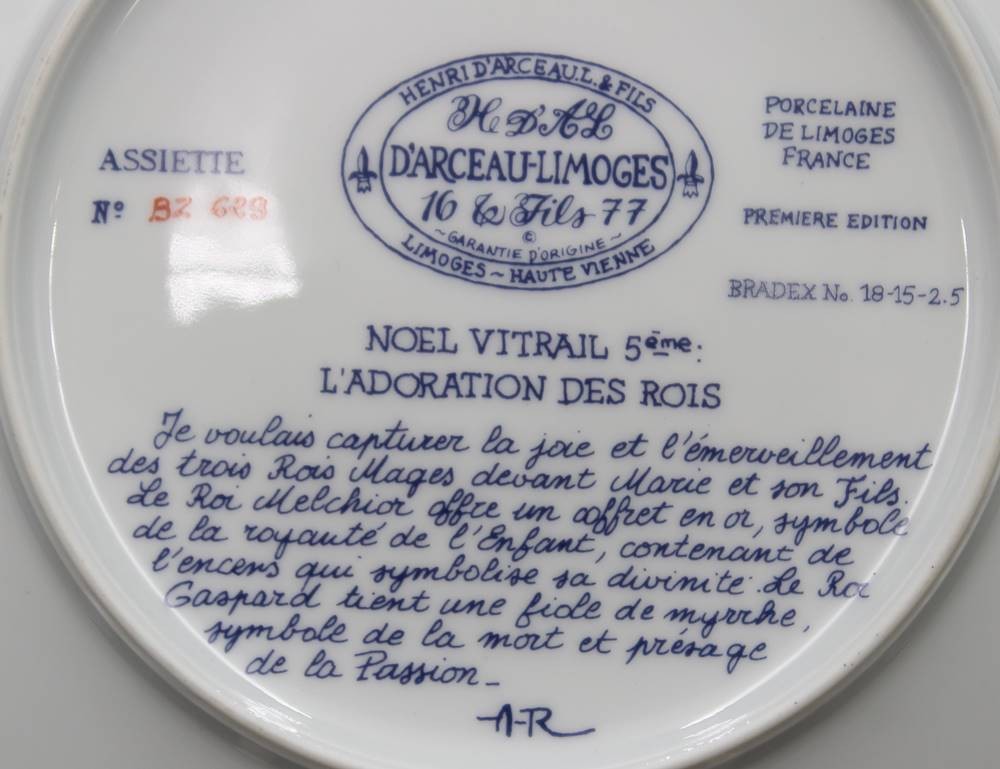 HENRI D'ARCEAU.L.& FILS
H D'A&L
D'ARCEAU-LIMOGES
16 & Fils 77
©
~GARANTIE D'ORIGINE~
LIMOGES ~ HAUTE VIENNE
ASSIETTE
No BZ 629
PORCELAINE
DE LIMOGES
FRANCE
PREMIERE EDITION
BRADEX No. 18-15-2.5
NOEL VITRAIL 5ème:
L'ADORATION DES ROIS
Je voulais capturer la joie et l'émerveillement
des trois Rois Mages devant Marie et son Fils.
Le Roi Melchior offre un coffret en or, symbole
de la royauté de l'Enfant, contenant de
l'encens qui symbolise sa divinité. Le Roi
Gaspard tient une fiole de myrrhe,
symbole de la mort et présage
de la Passion_
A-R